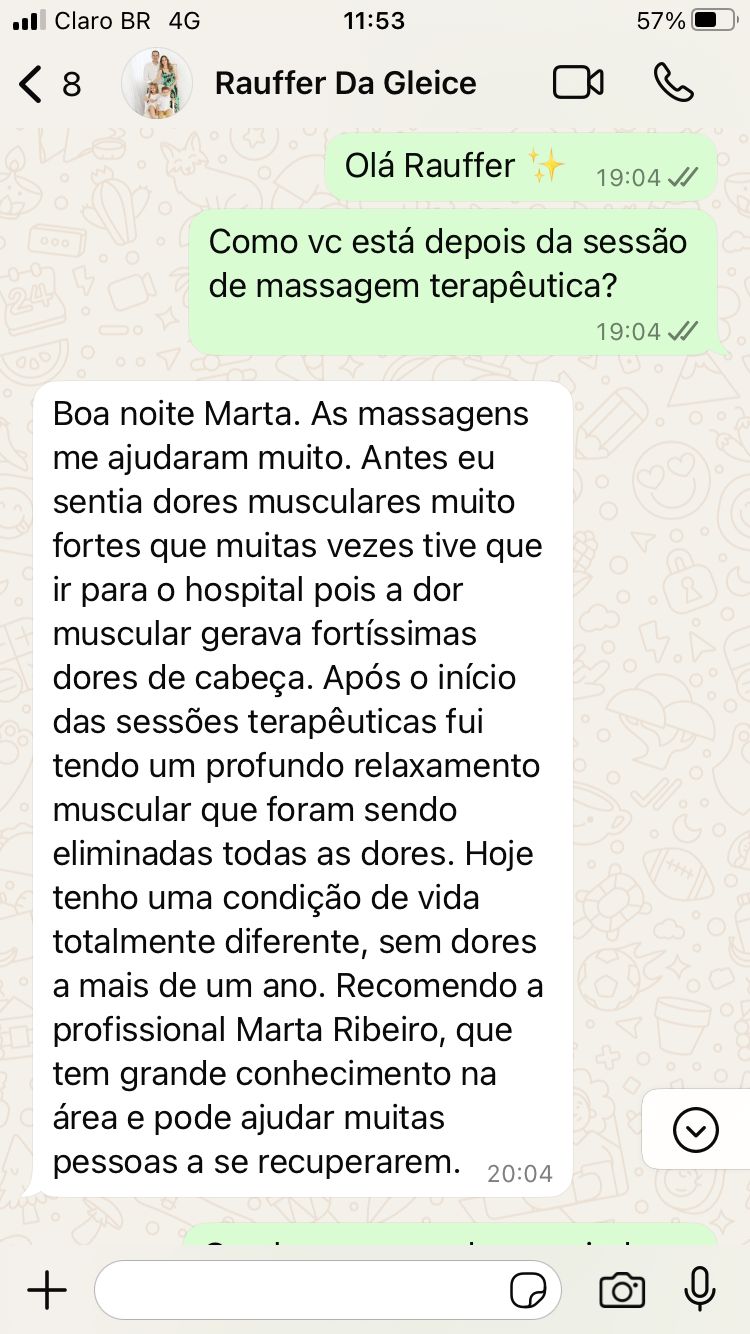 Claro BR 4G 11:53 57%
8 Rauffer Da Gleice
Olá Rauffer ✨ 19:04
Como vc está depois da sessão
de massagem terapêutica?
19:04
Boa noite Marta. As massagens
me ajudaram muito. Antes eu
sentia dores musculares muito
fortes que muitas vezes tive que
ir para o hospital pois a dor
muscular gerava fortíssimas
dores de cabeça. Após o início
das sessões terapêuticas fui
tendo um profundo relaxamento
muscular que foram sendo
eliminadas todas as dores. Hoje
tenho uma condição de vida
totalmente diferente, sem dores
a mais de um ano. Recomendo a
profissional Marta Ribeiro, que
tem grande conhecimento na
área e pode ajudar muitas
pessoas a se recuperarem. 20:04